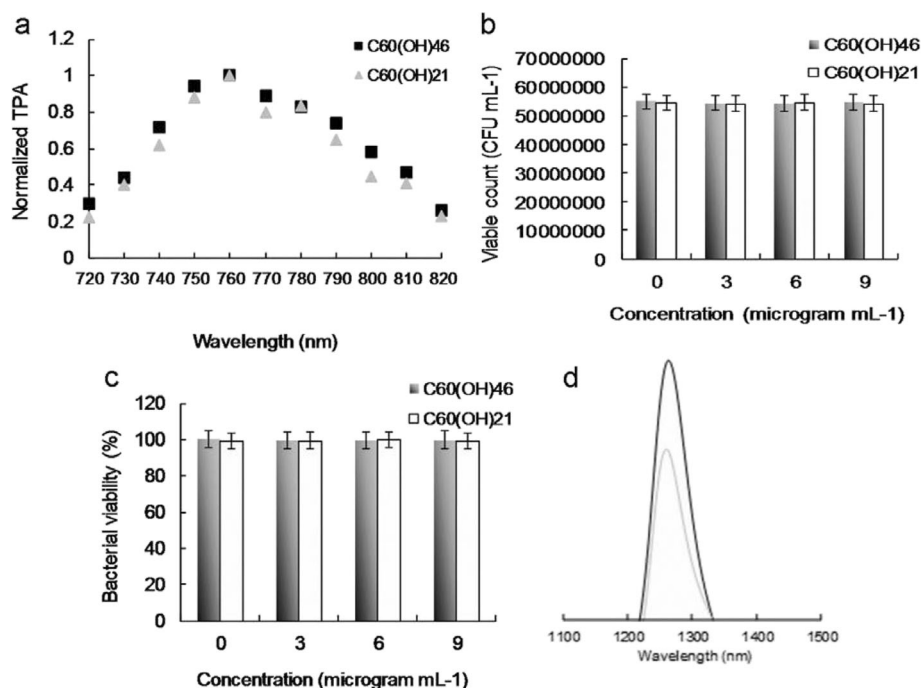 a
1.2
1
0.8
0.6
0.4
0.2
0
Normalized TPA
C60(OH)46
C60(OH)21
720 730 740 750 760 770 780 790 800 810 820
Wavelength (nm)
b
70000000
60000000
50000000
40000000
30000000
20000000
10000000
0
Viable count (CFU mL-1)
C60(OH)46
C60(OH)21
0 3 6 9
Concentration (microgram mL-1)
c
120
100
80
60
40
20
0
Bacterial viability (%)
C60(OH)46
C60(OH)21
0 3 6 9
Concentration (microgram mL-1)
d
1100 1200 1300 1400 1500
Wavelength (nm)